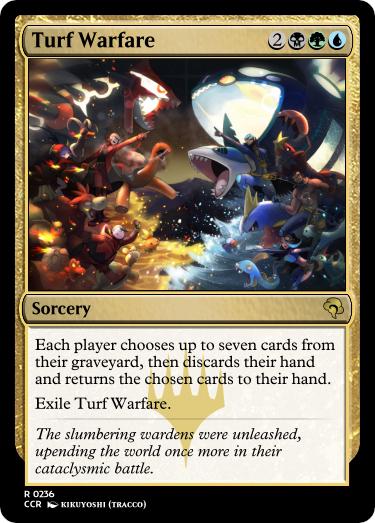 Turf Warfare 2
Sorcery
Each player chooses up to seven cards from
their graveyard, then discards their hand
and returns the chosen cards to their hand.
Exile Turf Warfare.
The slumbering wardens were unleashed,
upending the world once more in their
cataclysmic battle.
R 0236
CCR KIKUYOSHI (TRACCO)